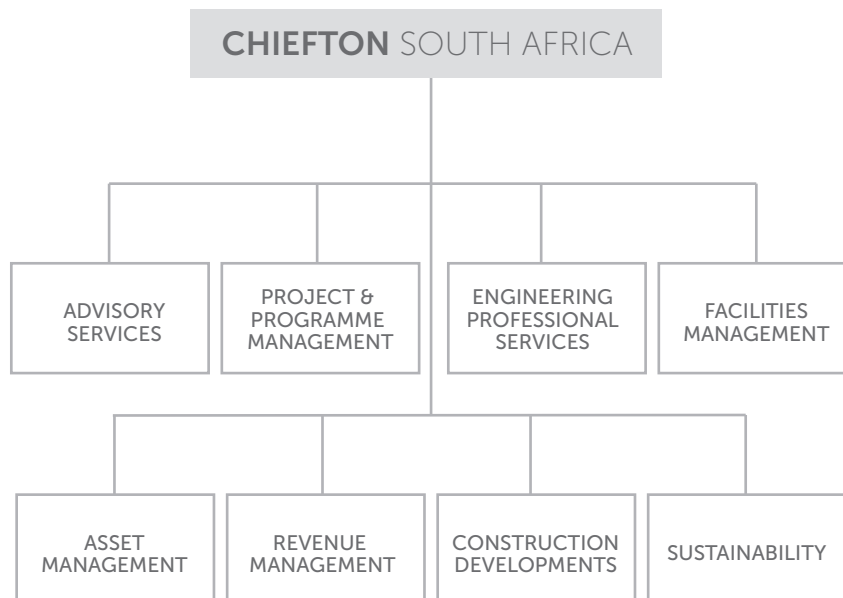 CHIEFTON SOUTH AFRICA
ADVISORY
SERVICES
PROJECT &
PROGRAMME
MANAGEMENT
ENGINEERING
PROFESSIONAL
SERVICES
FACILITIES
MANAGEMENT
ASSET
MANAGEMENT
REVENUE
MANAGEMENT
CONSTRUCTION
DEVELOPMENTS
SUSTAINABILITY